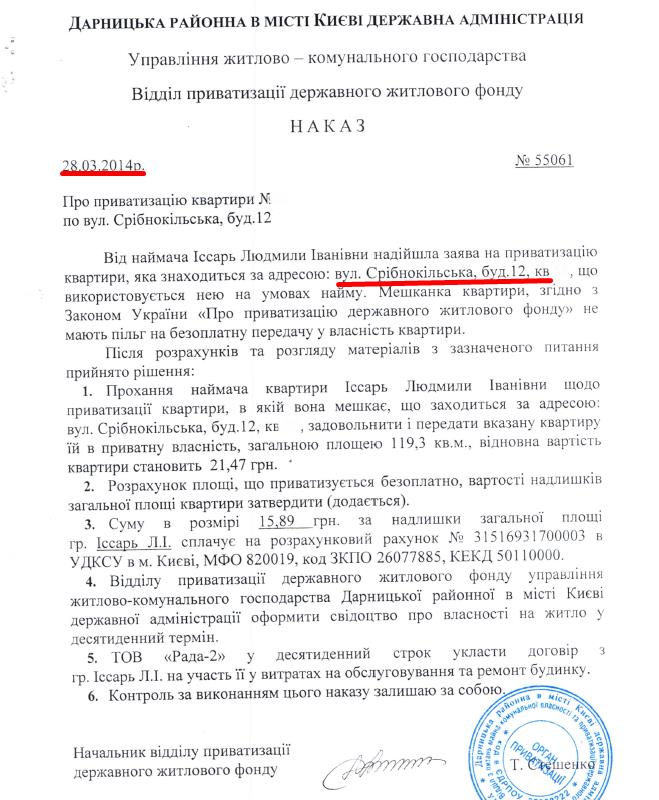 ДАРНИЦЬКА РАЙОННА В МІСТІ КИЄВІ ДЕРЖАВНА АДМІНІСТРАЦІЯ
Управління житлово – комунального господарства
Відділ приватизації державного житлового фонду
НАКАЗ
28.03.2014р.
№ 55061
Про приватизацію квартири №
по вул. Срібнокільська, буд.12
Від наймача Іссарь Людмили Іванівни надійшла заява на приватизацію
квартири, яка знаходиться за адресою: вул. Срібнокільська, буд.12, кв , що
використовується нею на умовах найму. Мешканка квартири, згідно з
Законом України «Про приватизацію державного житлового фонду» не
мають пільг на безоплатну передачу у власність квартири.
Після розрахунків та розгляду матеріалів з зазначеного питання
прийнято рішення:
1. Прохання наймача квартири Іссарь Людмили Іванівни щодо
приватизації квартири, в якій вона мешкає, що заходиться за адресою:
вул. Срібнокільська, буд.12, кв , задовольнити і передати вказану квартиру
їй в приватну власність, загальною площею 119,3 кв.м., відновна вартість
квартири становить 21,47 грн.
2. Розрахунок площі, що приватизується безоплатно, вартості надлишків
загальної площі квартири затвердити (додається).
3. Суму в розмірі 15,89 грн. за надлишки загальної площі
гр. Іссарь Л.І. сплачує на розрахунковий рахунок № 31516931700003 в
УДКСУ в м. Києві, МФО 820019, код ЗКПО 26077885, КЕКД 50110000.
4. Відділу приватизації державного житлового фонду управління
житлово-комунального господарства Дарницької районної в місті Києві
державної адміністрації оформити свідоцтво про власності на житло у
десятиденний термін.
5. ТОВ «Рада-2» у десятиденний строк укласти договір з
гр. Іссарь Л.І. на участь її у витратах на обслуговування та ремонт будинку.
6. Контроль за виконанням цього наказу залишаю за собою.
Начальник відділу приватизації
державного житлового фонду
Т. Стешенко
ОРГАН
ПРИВАТИЗАЦІЇ